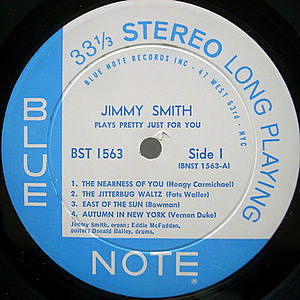 33⅓ STEREO LONG PLAYING
BLUE NOTE RECORDS INC • 47 WEST 63rd • NYC
BLUE
JIMMY SMITH
PLAYS PRETTY JUST FOR YOU
BST 1563
Side 1
(BNST 1563-A)
1. THE NEARNESS OF YOU (Hoagy Carmichael)
2. THE JITTERBUG WALTZ (Fats Waller)
3. EAST OF THE SUN (Bowman)
4. AUTUMN IN NEW YORK (Vernon Duke)
Jimmy Smith, organ; Eddie McFadden,
guitar; Donald Bailey, drums.
NOTE ®